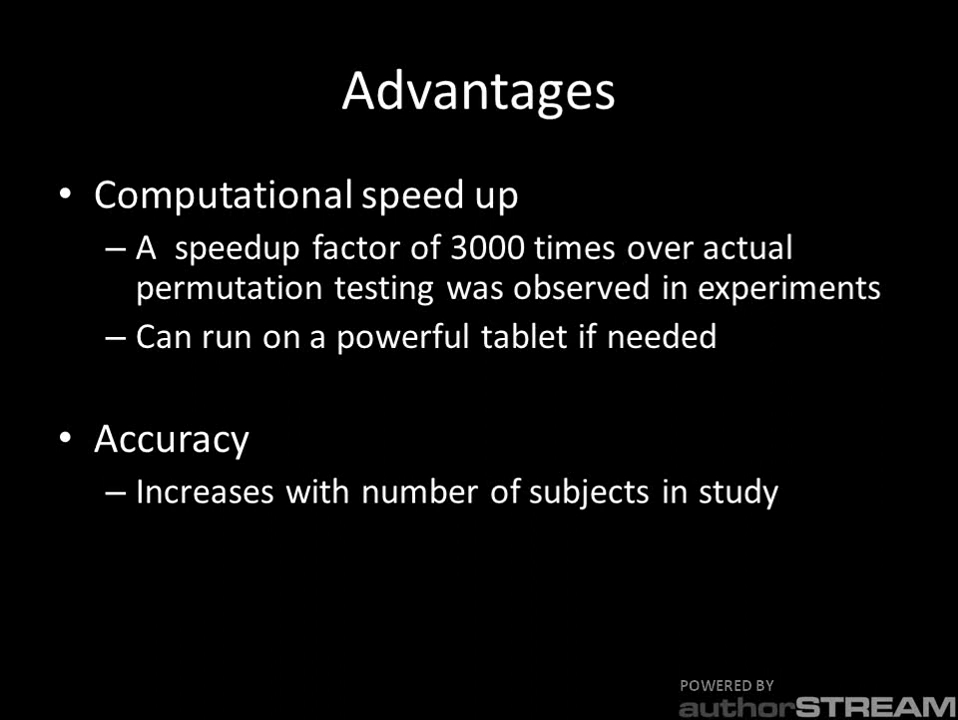 Advantages
• Computational speed up
– A  speedup factor of 3000 times over actual
permutation testing was observed in experiments
– Can run on a powerful tablet if needed
• Accuracy
– Increases with number of subjects in study
POWERED BY
authorSTREAM